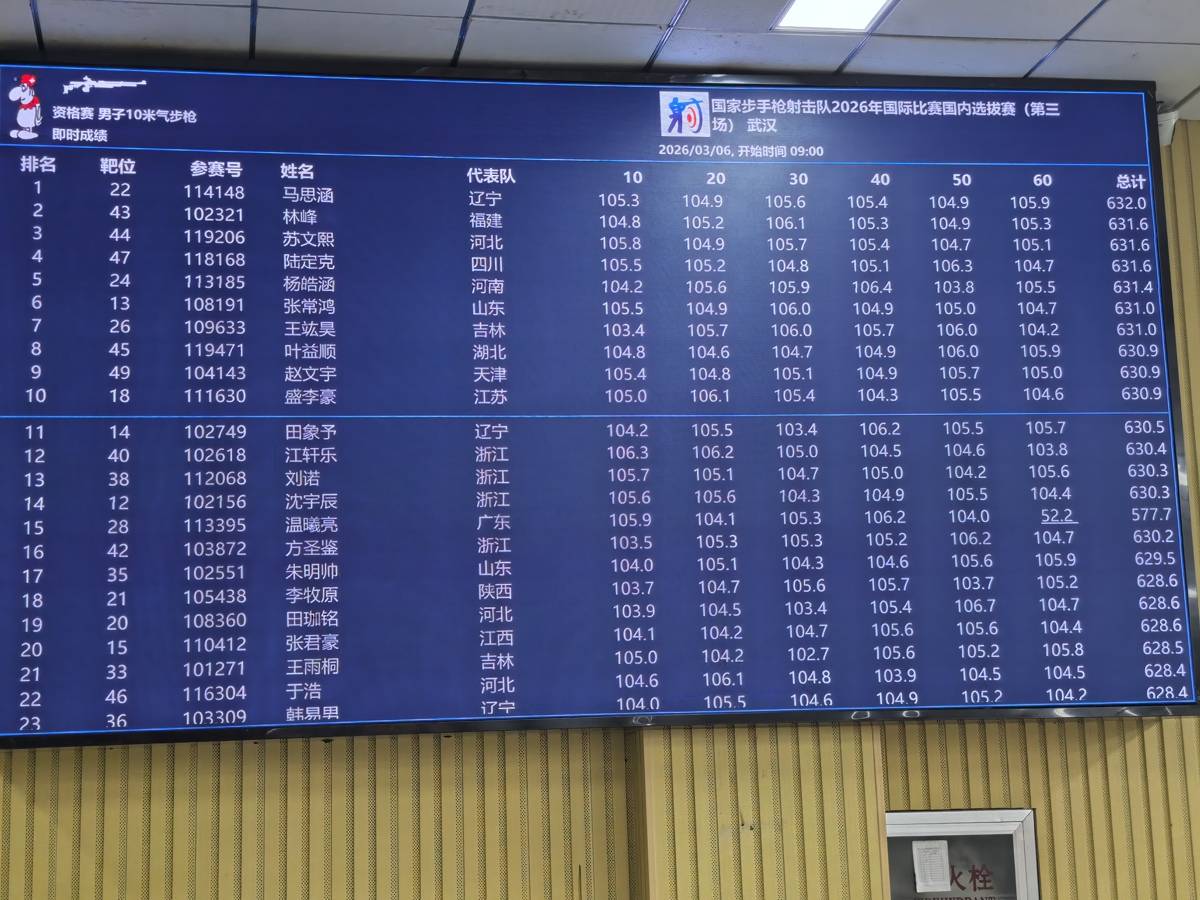 资格赛 男子10米气步枪
即时成绩
射 国家步手枪射击队2026年国际比赛国内选拔赛（第三
场） 武汉
2026/03/06, 开始时间 09:00
排名 靶位 参赛号 姓名 代表队 10 20 30 40 50 60 总计
1 22 114148 马思涵 辽宁 105.3 104.9 105.6 105.4 104.9 105.9 632.0
2 43 102321 林峰 福建 104.8 105.2 106.1 105.3 104.9 105.3 631.6
3 44 119206 苏文熙 河北 105.8 104.9 105.7 105.4 104.7 105.1 631.6
4 47 118168 陆定克 四川 105.5 105.2 104.8 105.1 106.3 104.7 631.6
5 24 113185 杨皓涵 河南 104.2 105.6 105.9 106.4 103.8 105.5 631.4
6 13 108191 张常鸿 山东 105.5 104.9 106.0 104.9 105.0 104.7 631.0
7 26 109633 王竑昊 吉林 103.4 105.7 106.0 105.7 106.0 104.2 631.0
8 45 119471 叶益顺 湖北 104.8 104.6 104.7 104.9 106.0 105.9 630.9
9 49 104143 赵文宇 天津 105.4 104.8 105.1 104.9 105.7 105.0 630.9
10 18 111630 盛李豪 江苏 105.0 106.1 105.4 104.3 105.5 104.6 630.9
11 14 102749 田象予 辽宁 104.2 105.5 103.4 106.2 105.5 105.7 630.5
12 40 102618 江轩乐 浙江 106.3 106.2 105.0 104.5 104.6 103.8 630.4
13 38 112068 刘诺 浙江 105.7 105.1 104.7 105.0 104.2 105.6 630.3
14 12 102156 沈宇辰 浙江 105.6 105.6 104.3 104.9 105.5 104.4 630.3
15 28 113395 温曦亮 广东 105.9 104.1 105.3 106.2 104.0 52.2 577.7
16 42 103872 方圣鉴 浙江 103.5 105.3 105.3 105.2 106.2 104.7 630.2
17 35 102551 朱明帅 山东 104.0 105.1 104.3 104.6 105.6 105.9 629.5
18 21 105438 李牧原 陕西 103.7 104.7 105.6 105.7 103.7 105.2 628.6
19 20 108360 田珈铭 河北 103.9 104.5 103.4 105.4 106.7 104.7 628.6
20 15 110412 张君豪 江西 104.1 104.2 104.7 105.6 105.6 104.4 628.6
21 33 101271 王雨桐 吉林 105.0 104.2 102.7 105.6 105.2 105.8 628.5
22 46 116304 于浩 河北 104.6 106.1 104.8 103.9 104.5 104.5 628.4
23 36 103309 韩易男 辽宁 104.0 105.5 104.6 104.9 105.2 104.2 628.4
火栓